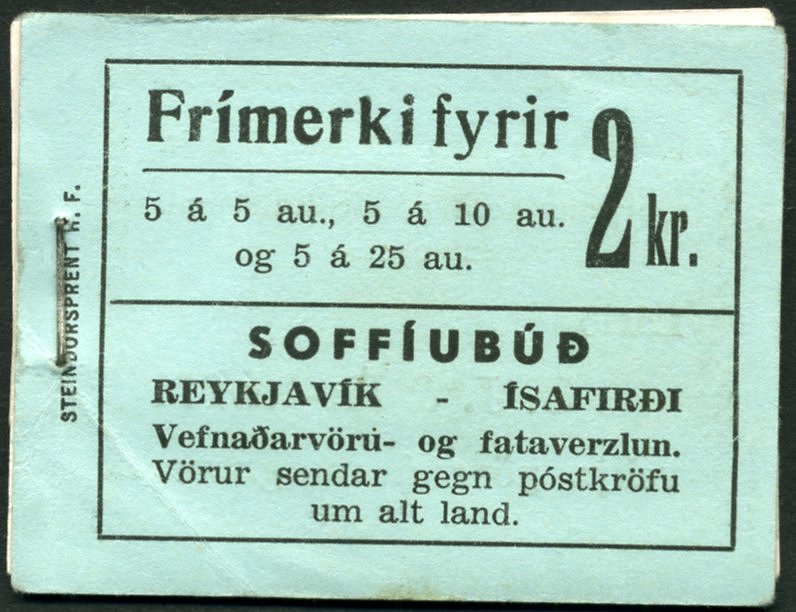 Frímerki fyrir
2 kr.
5 á 5 au., 5 á 10 au.
og 5 á 25 au.
SOFFÍUBÚÐ
REYKJAVÍK - ÍSAFIRÐI
Vefnaðarvöru- og fataverzlun.
Vörur sendar gegn póstkröfu
um alt land.
STEINDÓRSPRENT H. F.